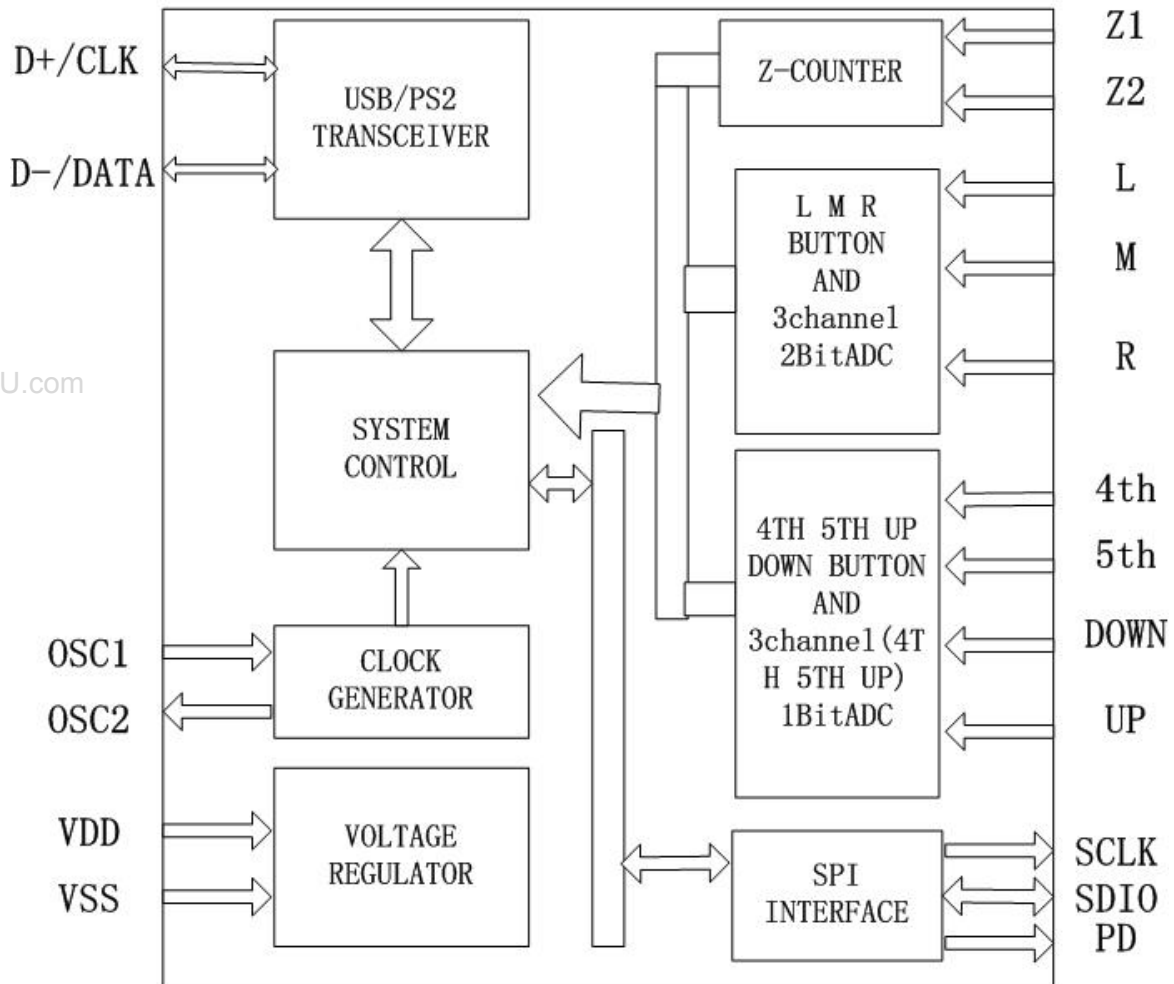 D+/CLK
D-/DATA
USB/PS2
TRANSCEIVER
Z-COUNTER
Z1
Z2
L M R
BUTTON
AND
3channel
2BitADC
L
M
R
U.com
SYSTEM
CONTROL
4TH 5TH UP
DOWN BUTTON
AND
3channel(4T
H 5TH UP)
1BitADC
4th
5th
DOWN
UP
OSC1
OSC2
CLOCK
GENERATOR
VDD
VSS
VOLTAGE
REGULATOR
SPI
INTERFACE
SCLK
SDIO
PD